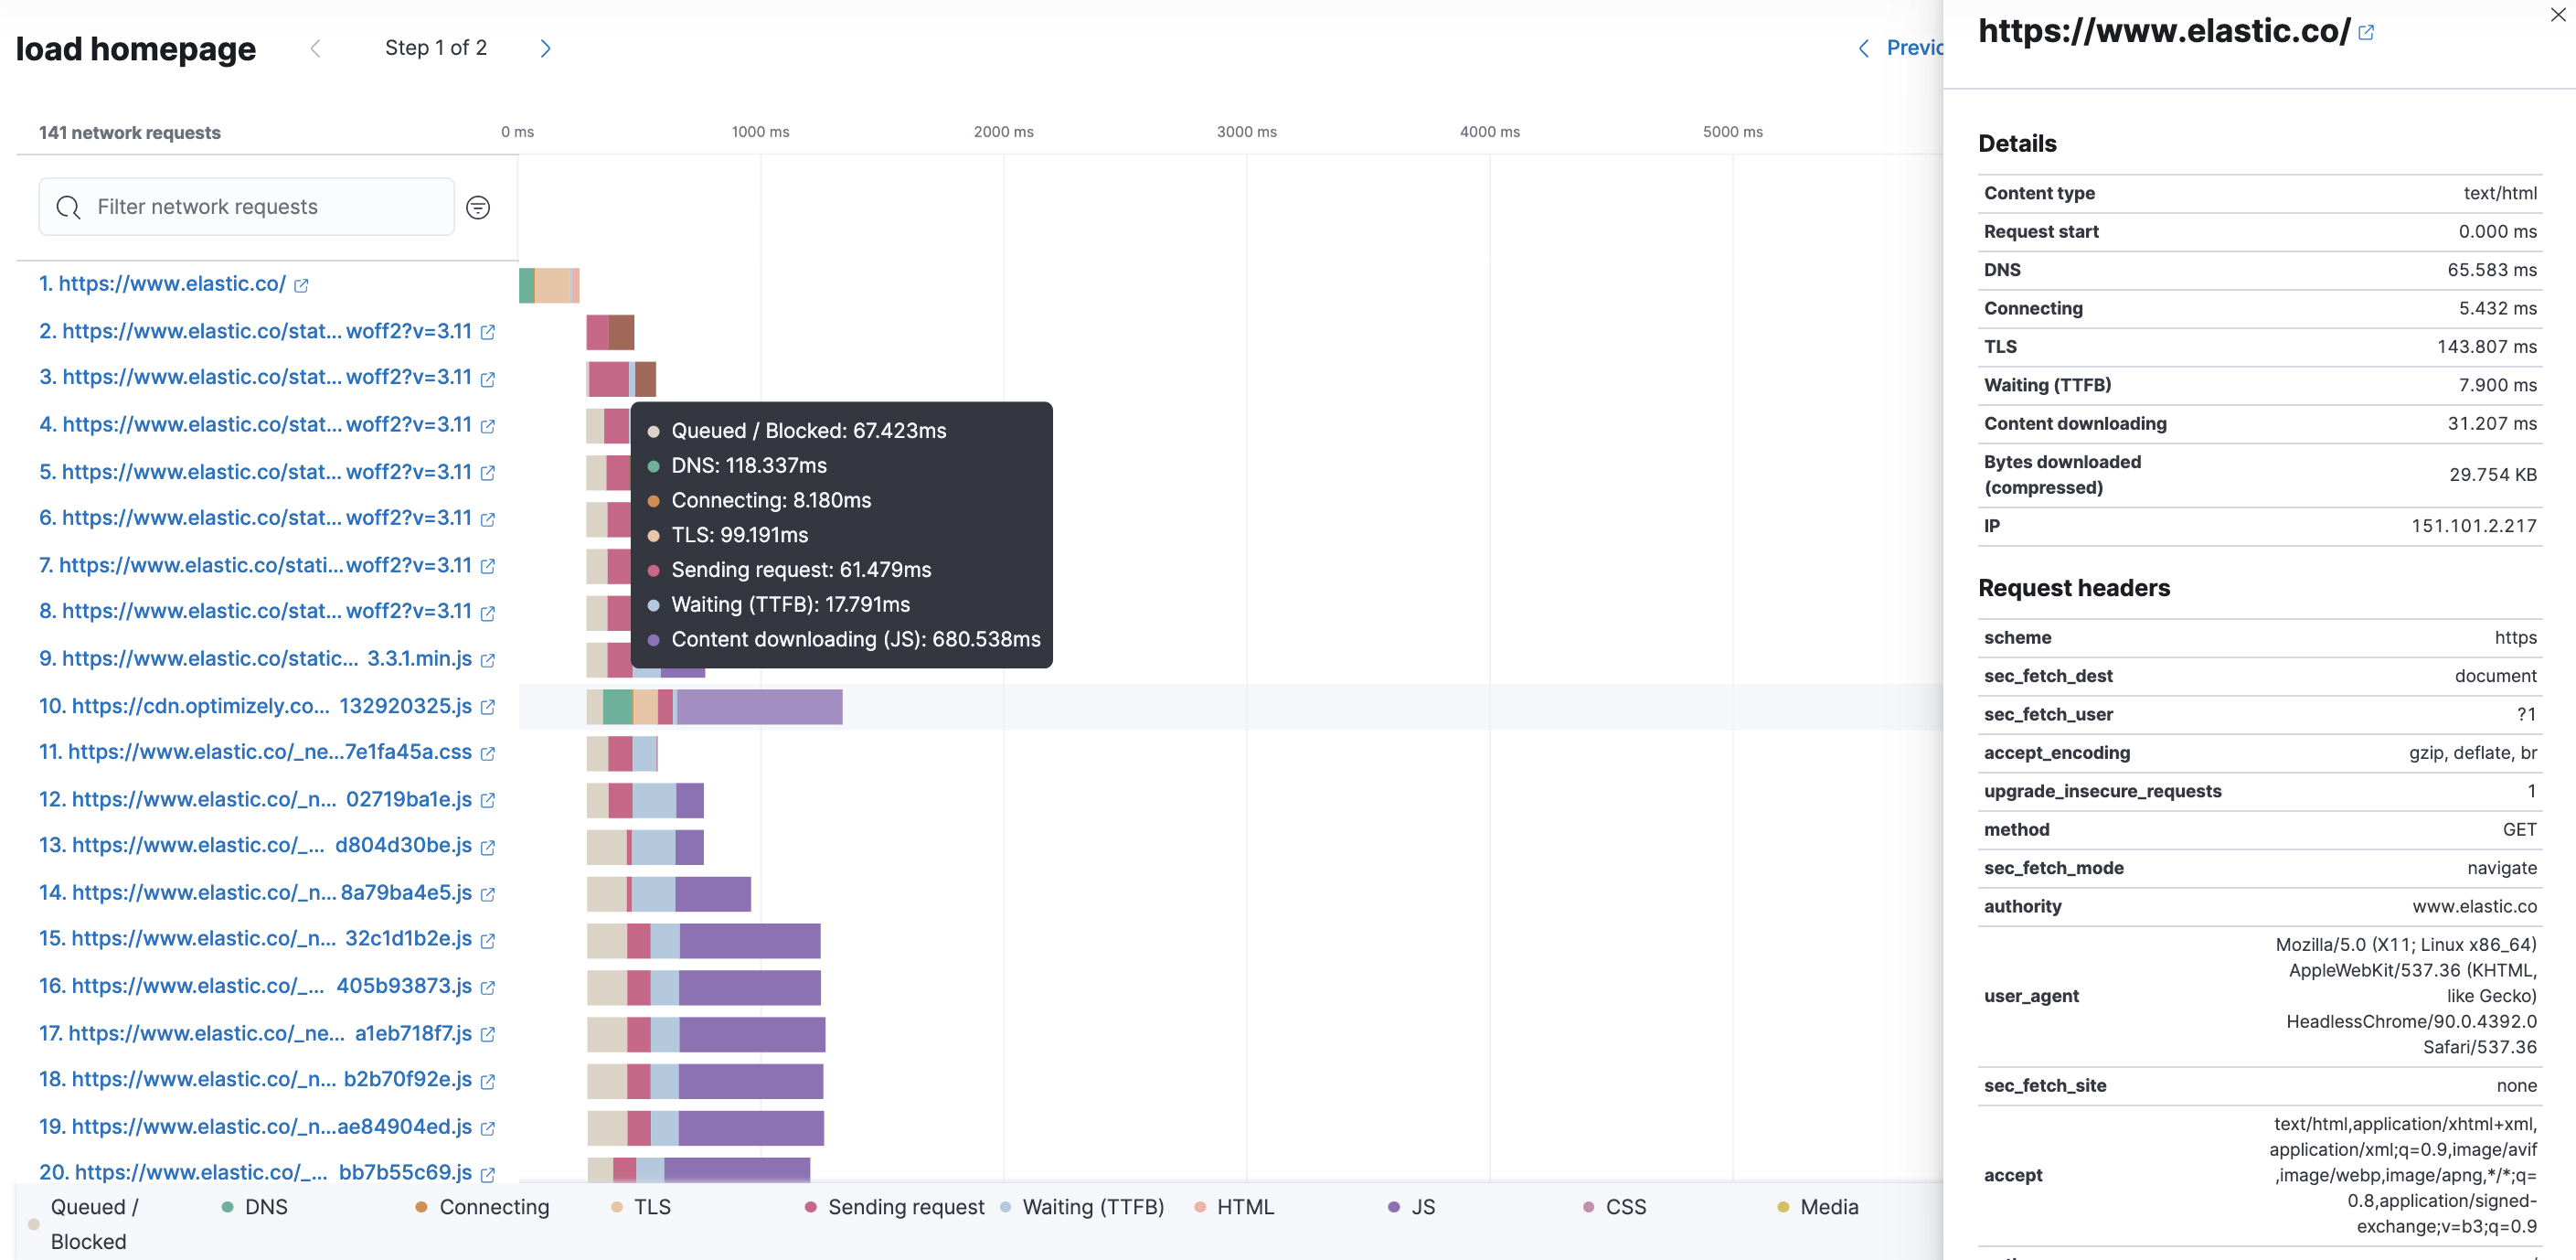 load homepage
Step 1 of 2
Previo
141 network requests
0 ms
1000 ms
2000 ms
3000 ms
4000 ms
5000 ms
Filter network requests
1. https://www.elastic.co/
2. https://www.elastic.co/stat... woff2?v=3.11
3. https://www.elastic.co/stat... woff2?v=3.11
4. https://www.elastic.co/stat... woff2?v=3.11
5. https://www.elastic.co/stat... woff2?v=3.11
6. https://www.elastic.co/stat... woff2?v=3.11
7. https://www.elastic.co/stati... woff2?v=3.11
8. https://www.elastic.co/stat... woff2?v=3.11
9. https://www.elastic.co/static... 3.3.1.min.js
10. https://cdn.optimizely.co... 132920325.js
11. https://www.elastic.co/_ne...7e1fa45a.css
12. https://www.elastic.co/_n... 02719ba1e.js
13. https://www.elastic.co/_... d804d30be.js
14. https://www.elastic.co/_n... 8a79ba4e5.js
15. https://www.elastic.co/_n... 32c1d1b2e.js
16. https://www.elastic.co/_... 405b93873.js
17. https://www.elastic.co/_ne... a1eb718f7.js
18. https://www.elastic.co/_n... b2b70f92e.js
19. https://www.elastic.co/_n...ae84904ed.js
20. https://www.elastic.co/_... bb7b55c69.js
Queued / Blocked: 67.423ms
DNS: 118.337ms
Connecting: 8.180ms
TLS: 99.191ms
Sending request: 61.479ms
Waiting (TTFB): 17.791ms
Content downloading (JS): 680.538ms
Queued /
Blocked
DNS
Connecting
TLS
Sending request
Waiting (TTFB)
HTML
JS
CSS
Media
https://www.elastic.co/
Details
Content type text/html
Request start 0.000 ms
DNS 65.583 ms
Connecting 5.432 ms
TLS 143.807 ms
Waiting (TTFB) 7.900 ms
Content downloading 31.207 ms
Bytes downloaded
(compressed) 29.754 KB
IP 151.101.2.217
Request headers
scheme https
sec_fetch_dest document
sec_fetch_user ?1
accept_encoding gzip, deflate, br
upgrade_insecure_requests 1
method GET
sec_fetch_mode navigate
authority www.elastic.co
user_agent
Mozilla/5.0 (X11; Linux x86_64)
AppleWebKit/537.36 (KHTML,
like Gecko)
HeadlessChrome/90.0.4392.0
Safari/537.36
sec_fetch_site none
accept
text/html,application/xhtml+xml,
application/xml;q=0.9,image/avif
,image/webp,image/apng,*/*;q=
0.8,application/signed-
exchange;v=b3;q=0.9